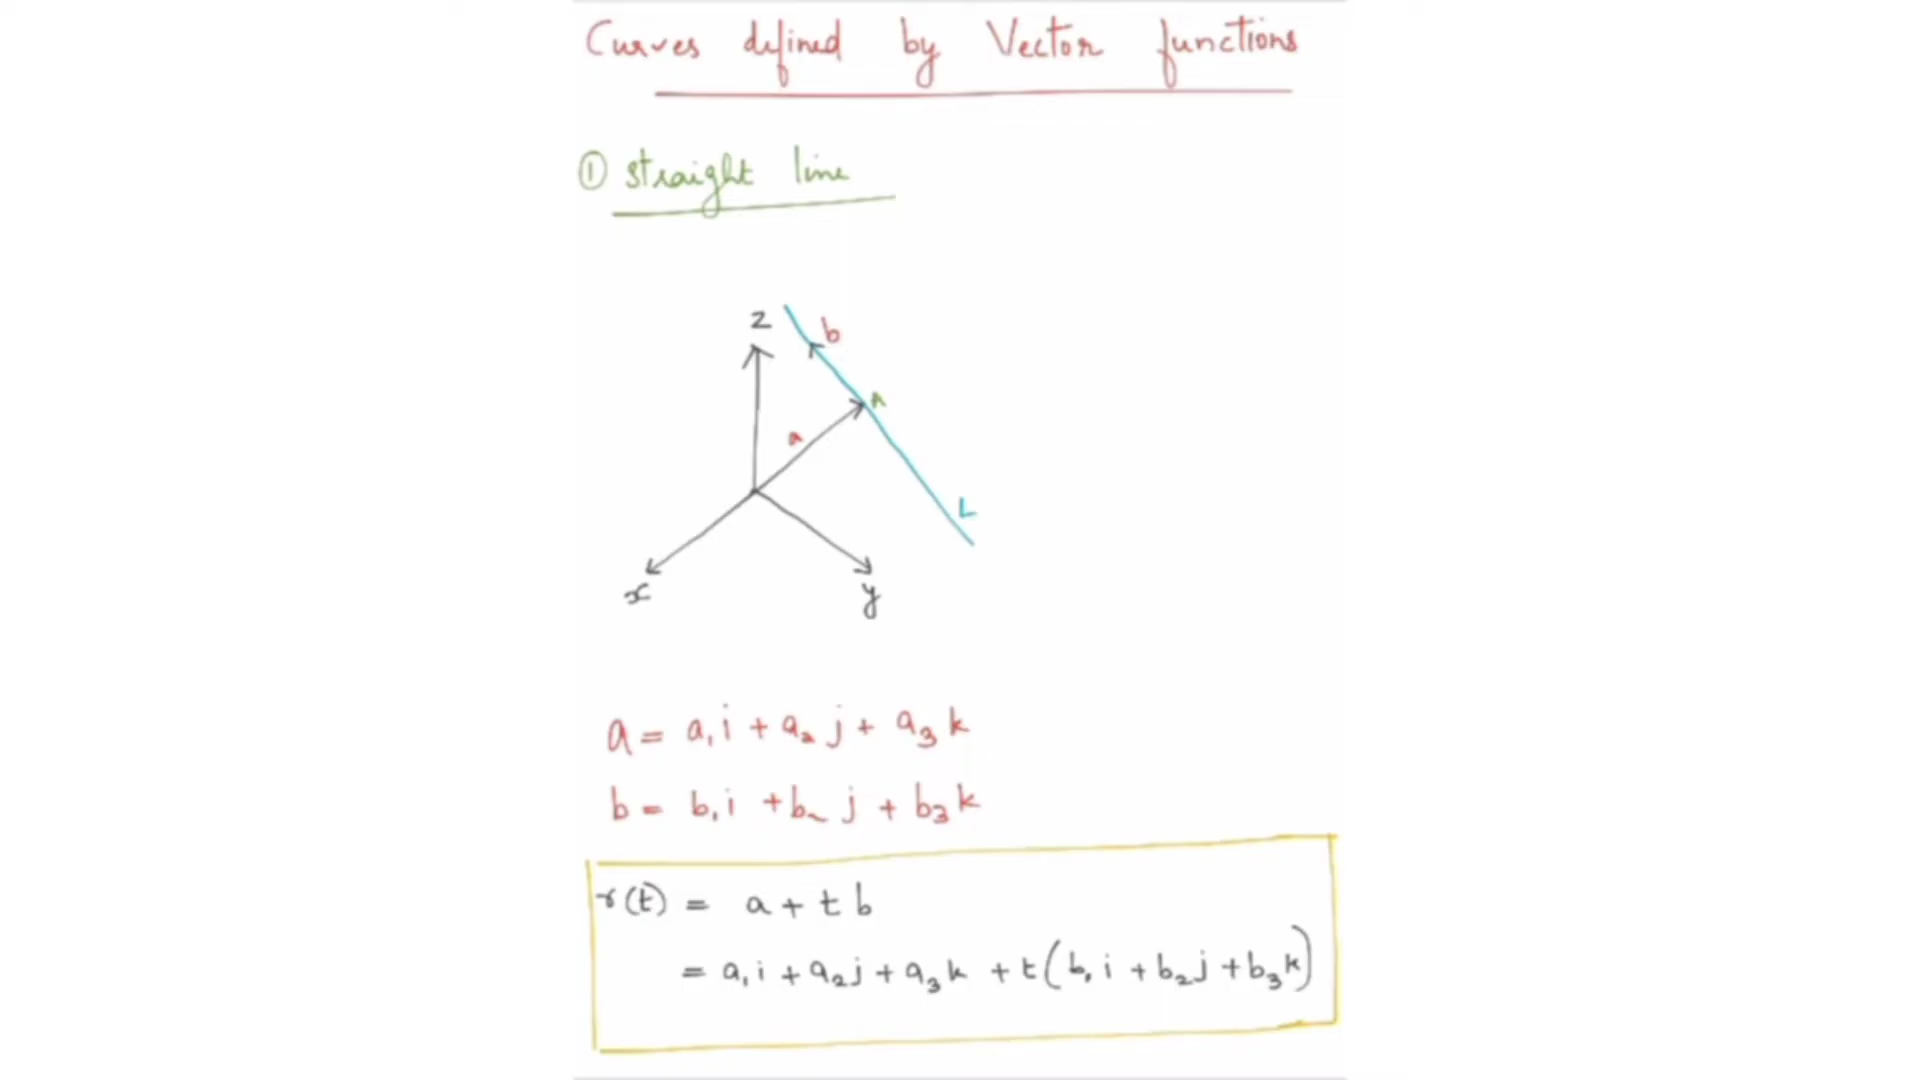 Curves defined by Vector functions
① straight line
z
b
A
a
L
x
y
a = a₁i + a₂j + a₃k
b = b₁i + b₂j + b₃k
r(t) = a + tb
= a₁i + a₂j + a₃k + t(b₁i + b₂j + b₃k)